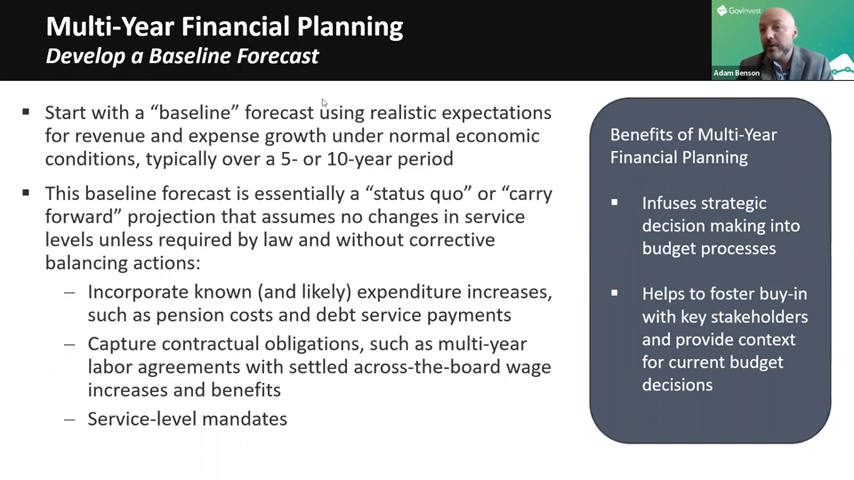 Multi-Year Financial Planning
Develop a Baseline Forecast
GovInvest
Adam Benson
▪ Start with a “baseline” forecast using realistic expectations
for revenue and expense growth under normal economic
conditions, typically over a 5- or 10-year period
▪ This baseline forecast is essentially a “status quo” or “carry
forward” projection that assumes no changes in service
levels unless required by law and without corrective
balancing actions:
– Incorporate known (and likely) expenditure increases,
such as pension costs and debt service payments
– Capture contractual obligations, such as multi-year
labor agreements with settled across-the-board wage
increases and benefits
– Service-level mandates
Benefits of Multi-Year
Financial Planning
▪ Infuses strategic
decision making into
budget processes
▪ Helps to foster buy-in
with key stakeholders
and provide context
for current budget
decisions